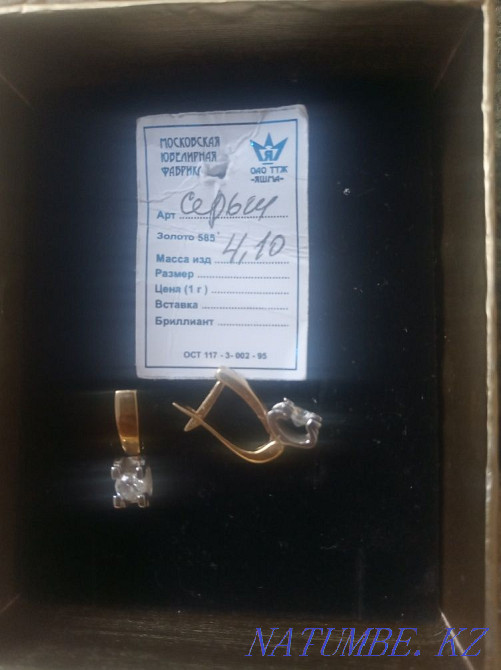 МОСКОВСКАЯ
ЮВЕЛИРНАЯ
ФАБРИКА
ОАО ТТЖ
-ЯШМА-
Арт серьги
Золото 585°
Масса изд 4,10
Размер
Цена (1 г)
Вставка
Бриллиант
ОСТ 117 - 3- 002 - 95
NATUMBE. KZ